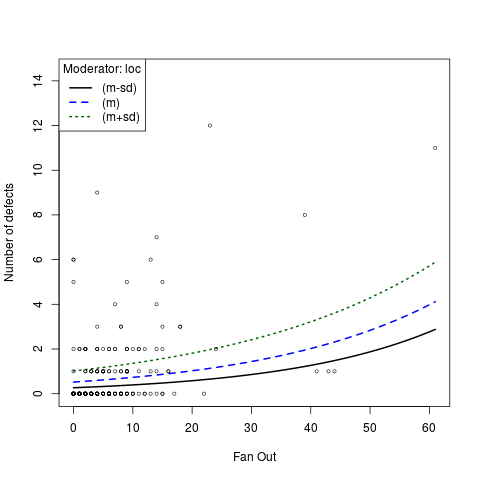 Moderator: loc
(m-sd)
(m)
(m+sd)
Number of defects
14
12
10
8
6
4
2
0
0 10 20 30 40 50 60
Fan Out